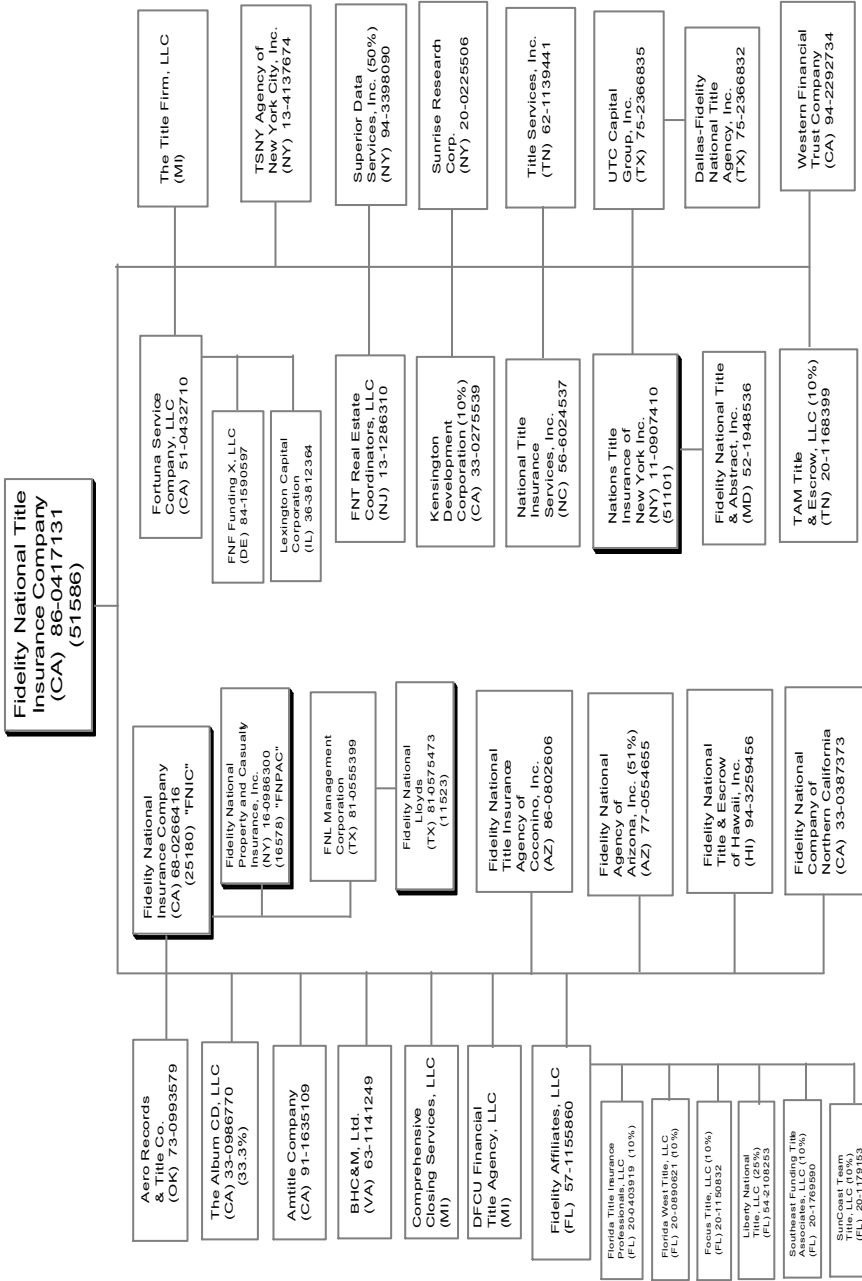 Fidelity National Title
Insurance Company
(CA) 86-0417131
(51586)
Aero Records
& Title Co.
(OK) 73-0993579
The Album CD, LLC
(CA) 33-0986770
(33.3%)
Amtitle Company
(CA) 91-1635109
BHC&M, Ltd.
(VA) 63-1141249
Comprehensive
Closing Services, LLC
(MI)
DFCU Financial
Title Agency, LLC
(MI)
Fidelity Affiliates, LLC
(FL) 57-1155860
Florida Title Insurance
Professionals, LLC
(FL) 20-0403919 (10%)
Florida West Title, LLC
(FL) 20-0890621 (10%)
Focus Title, LLC (10%)
(FL) 20-1150832
Liberty National
Title, LLC (25%)
(FL) 54-2108253
Southeast Funding Title
Associates, LLC (10%)
(FL) 20-1769590
SunCoast Team
Title, LLC (10%)
(FL) 20-1179153
Fidelity National
Insurance Company
(CA) 68-0266416
(25180) "FNIC"
Fidelity National
Property and Casualty
Insurance, Inc.
(NY) 16-0986300
(16578) "FNPAC"
FNL Management
Corporation
(TX) 81-0555399
Fidelity National
Lloyds
(TX) 81-0575473
(11523)
Fidelity National
Title Insurance
Agency of
Coconino, Inc.
(AZ) 86-0802606
Fidelity National
Agency of
Arizona, Inc. (51%)
(AZ) 77-0554655
Fidelity National
Title & Escrow
of Hawaii, Inc.
(HI) 94-3259456
Fidelity National
Company of
Northern California
(CA) 33-0387373
Fortuna Service
Company, LLC
(CA) 51-0432710
FNF Funding X, LLC
(DE) 84-1590597
Lexington Capital
Corporation
(IL) 36-3812364
FNT Real Estate
Coordinators, LLC
(NJ) 13-1286310
Kensington
Development
Corporation (10%)
(CA) 33-0275539
National Title
Insurance
Services, Inc.
(NC) 56-6024537
Nations Title
Insurance of
New York Inc.
(NY) 11-0907410
(51101)
Fidelity National Title
& Abstract, Inc.
(MD) 52-1948536
TAM Title
& Escrow, LLC (10%)
(TN) 20-1168399
The Title Firm, LLC
(MI)
TSNY Agency of
New York City, Inc.
(NY) 13-4137674
Superior Data
Services, Inc. (50%)
(NY) 94-3398090
Sunrise Research
Corp.
(NY) 20-0225506
Title Services, Inc.
(TN) 62-1139441
UTC Capital
Group, Inc.
(TX) 75-2366835
Dallas-Fidelity
National Title
Agency, Inc.
(TX) 75-2366832
Western Financial
Trust Company
(CA) 94-2292734